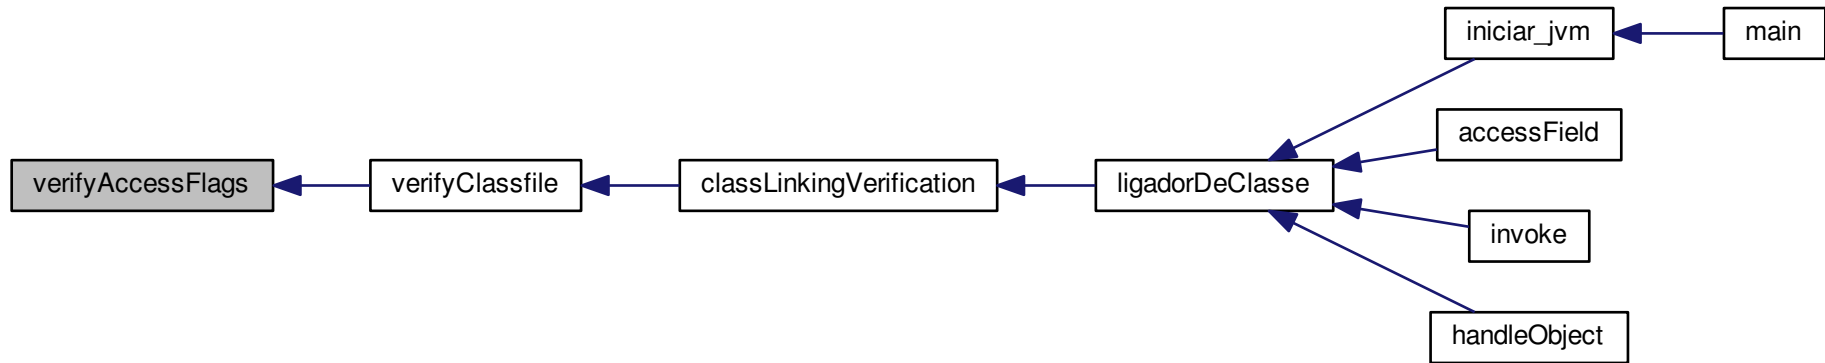 iniciar_jvm
main
accessField
verifyAccessFlags
verifyClassfile
classLinkingVerification
ligadorDeClasse
invoke
handleObject